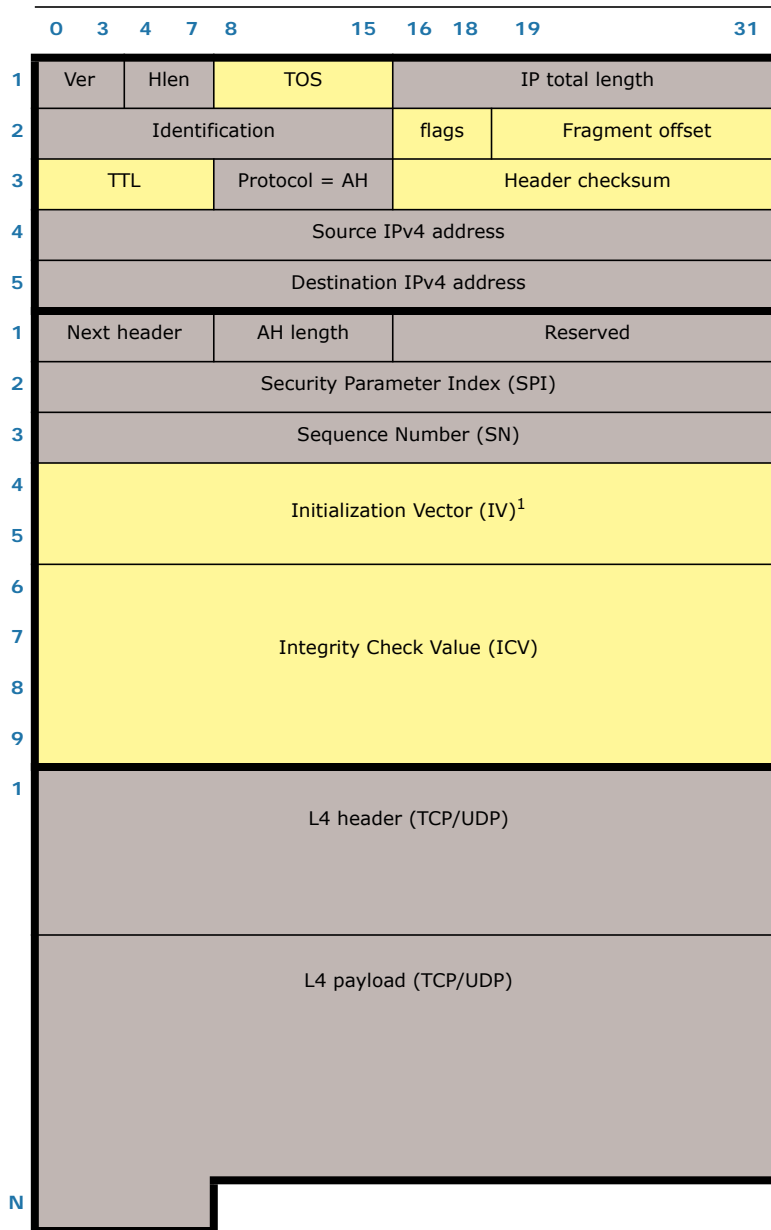 0 3 4 7 8 15 16 18 19 31
1 Ver Hlen TOS IP total length
2 Identification flags Fragment offset
3 TTL Protocol = AH Header checksum
4 Source IPv4 address
5 Destination IPv4 address
1 Next header AH length Reserved
2 Security Parameter Index (SPI)
3 Sequence Number (SN)
4
Initialization Vector (IV)1
5
6
7 Integrity Check Value (ICV)
8
9
1
L4 header (TCP/UDP)
L4 payload (TCP/UDP)
N